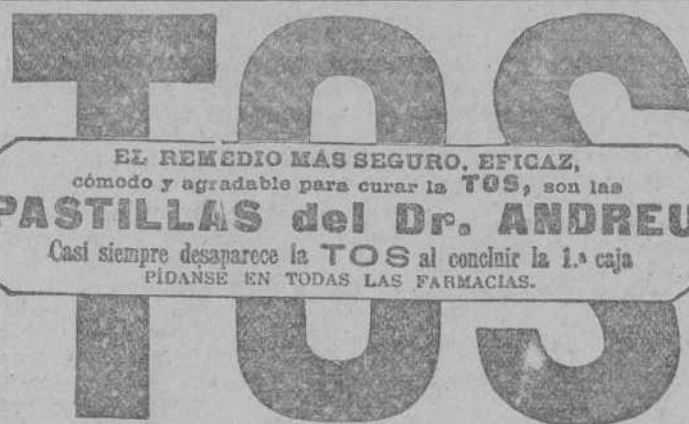 TOS
EL REMEDIO MÁS SEGURO, EFICAZ,
cómodo y agradable para curar la TOS, son las
PASTILLAS del Dr. ANDREU
Casi siempre desaparece la TOS al concluir la 1.ª caja
PÍDANSE EN TODAS LAS FARMACIAS.